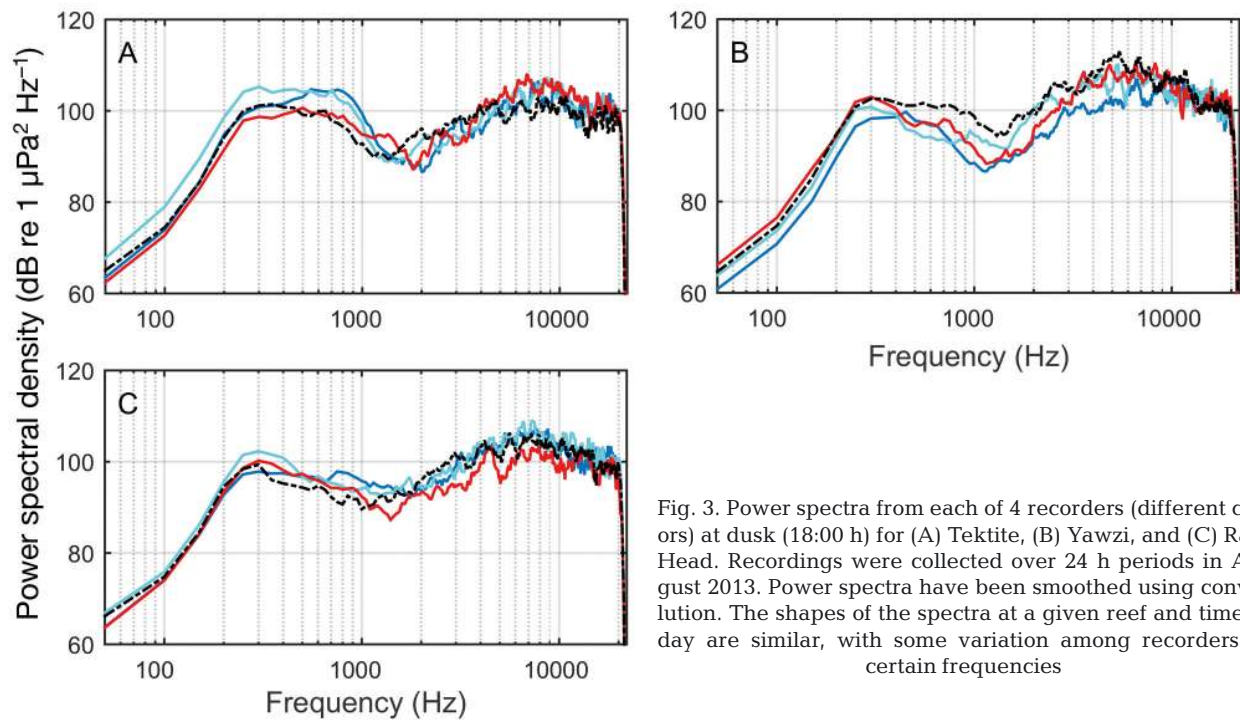 Power spectral density (dB re 1 µPa² Hz⁻¹)
120
100
80
60
A
100
1000
10000
120
100
80
60
B
100
1000
10000
Frequency (Hz)
120
100
80
60
C
100
1000
10000
Frequency (Hz)
Fig. 3. Power spectra from each of 4 recorders (different c
ors) at dusk (18:00 h) for (A) Tektite, (B) Yawzi, and (C) Ra
Head. Recordings were collected over 24 h periods in A
gust 2013. Power spectra have been smoothed using conv
lution. The shapes of the spectra at a given reef and time
day are similar, with some variation among recorders
certain frequencies